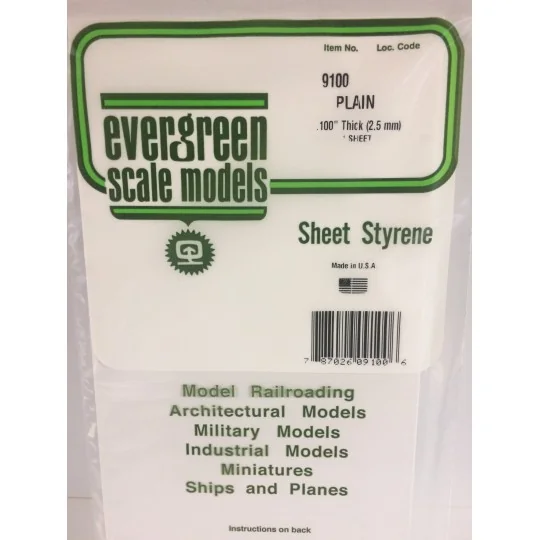 Item No. Loc. Code
9100
PLAIN
.100" Thick (2.5 mm)
SHEET
evergreen
scale models
Sheet Styrene
Made in U.S.A
7 87026 09100 6
Model Railroading
Architectural Models
Military Models
Industrial Models
Miniatures
Ships and Planes
Instructions on back